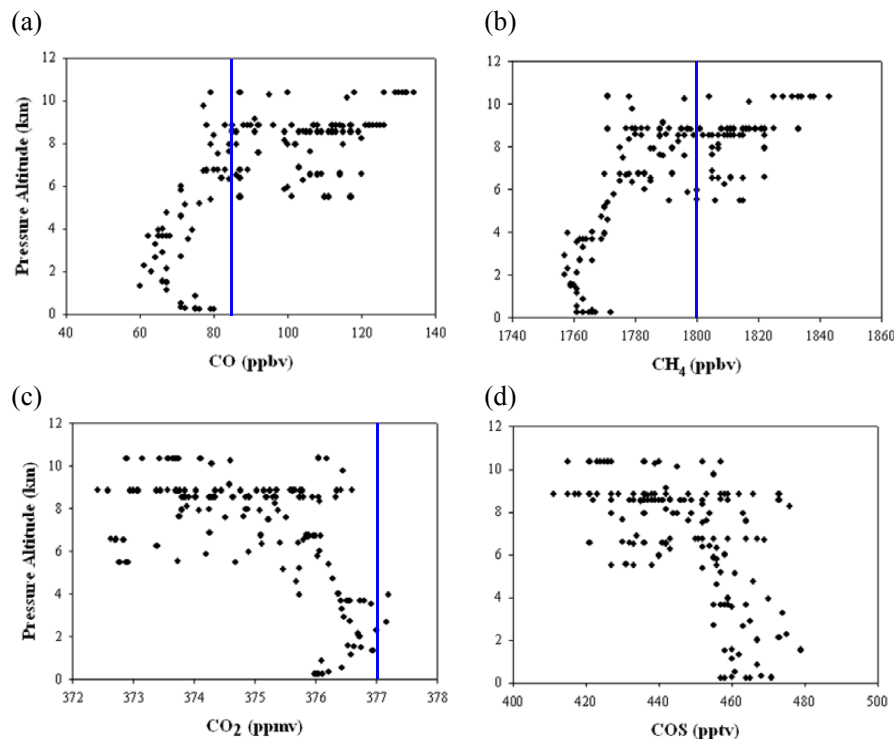 (a)
12
10
8
6
4
2
0
Pressure Altitude (km)
40 60 80 100 120 140
CO (ppbv)
(b)
12
10
8
6
4
2
0
1740 1760 1780 1800 1820 1840 1860
CH4 (ppbv)
(c)
12
10
8
6
4
2
0
Pressure Altitude (km)
372 373 374 375 376 377 378
CO2 (ppmv)
(d)
12
10
8
6
4
2
0
400 420 440 460 480 500
COS (pptv)